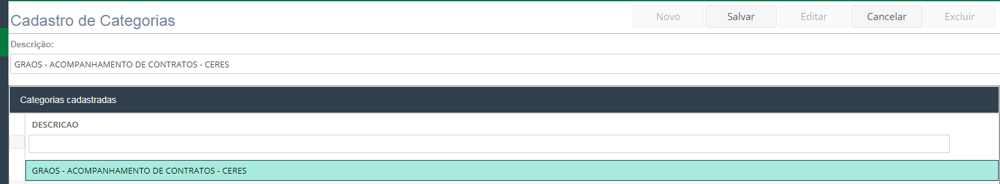 Cadastro de Categorias
Novo
Salvar
Editar
Cancelar
Excluir
Descrição:
GRAOS - ACOMPANHAMENTO DE CONTRATOS - CERES
Categorias cadastradas
DESCRICAO
GRAOS - ACOMPANHAMENTO DE CONTRATOS - CERES